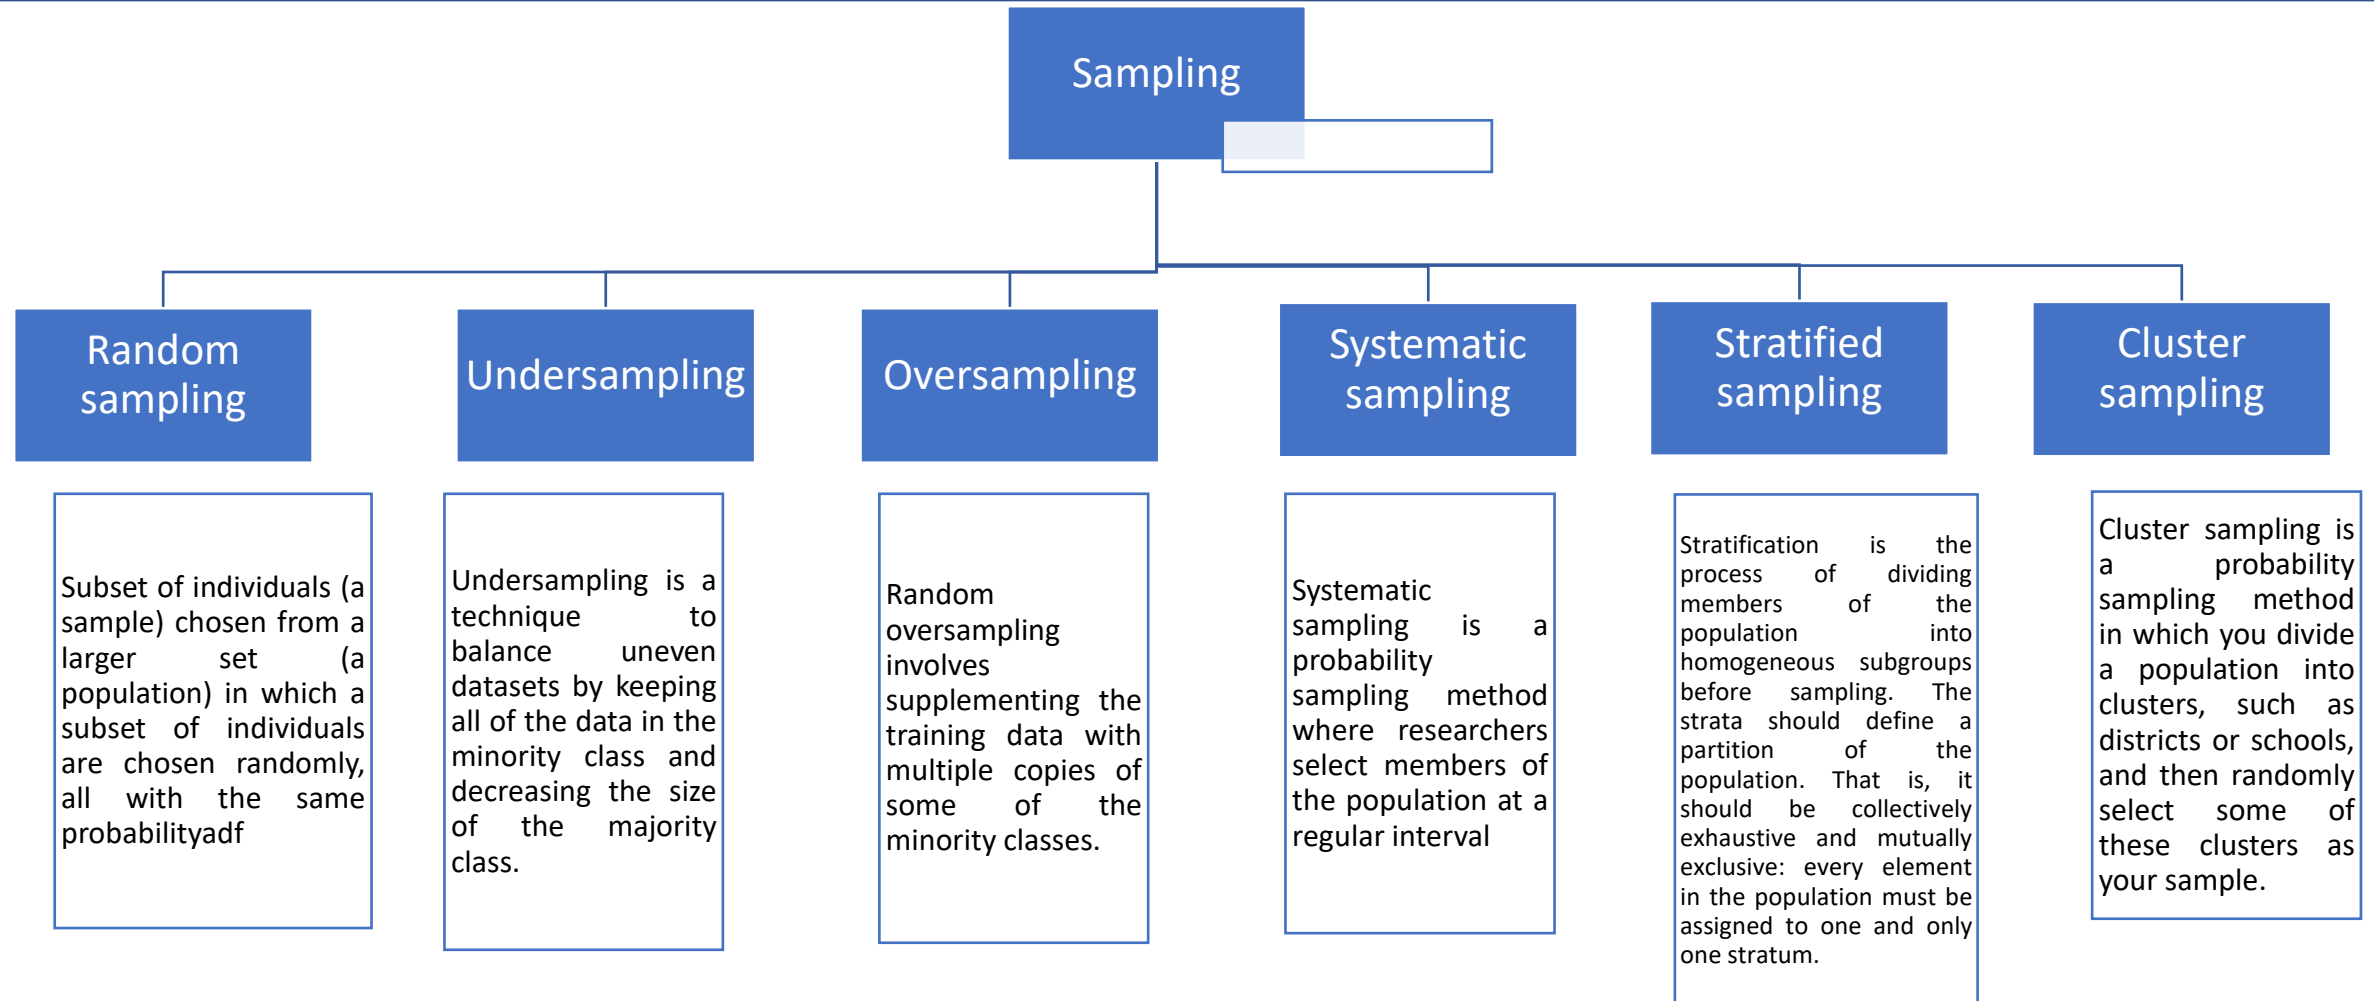 Sampling
Random
sampling
Undersampling
Oversampling
Systematic
sampling
Stratified
sampling
Cluster
sampling
Subset of individuals (a
sample) chosen from a
larger set (a
population) in which a
subset of individuals
are chosen randomly,
all with the same
probabilityadf
Undersampling is a
technique to
balance uneven
datasets by keeping
all of the data in the
minority class and
decreasing the size
of the majority
class.
Random
oversampling
involves
supplementing the
training data with
multiple copies of
some of the
minority classes.
Systematic
sampling is a
probability
sampling method
where researchers
select members of
the population at a
regular interval
Stratification is the
process of dividing
members of the
population into
homogeneous subgroups
before sampling. The
strata should define a
partition of the
population. That is, it
should be collectively
exhaustive and mutually
exclusive: every element
in the population must be
assigned to one and only
one stratum.
Cluster sampling is
a probability
sampling method
in which you divide
a population into
clusters, such as
districts or schools,
and then randomly
select some of
these clusters as
your sample.